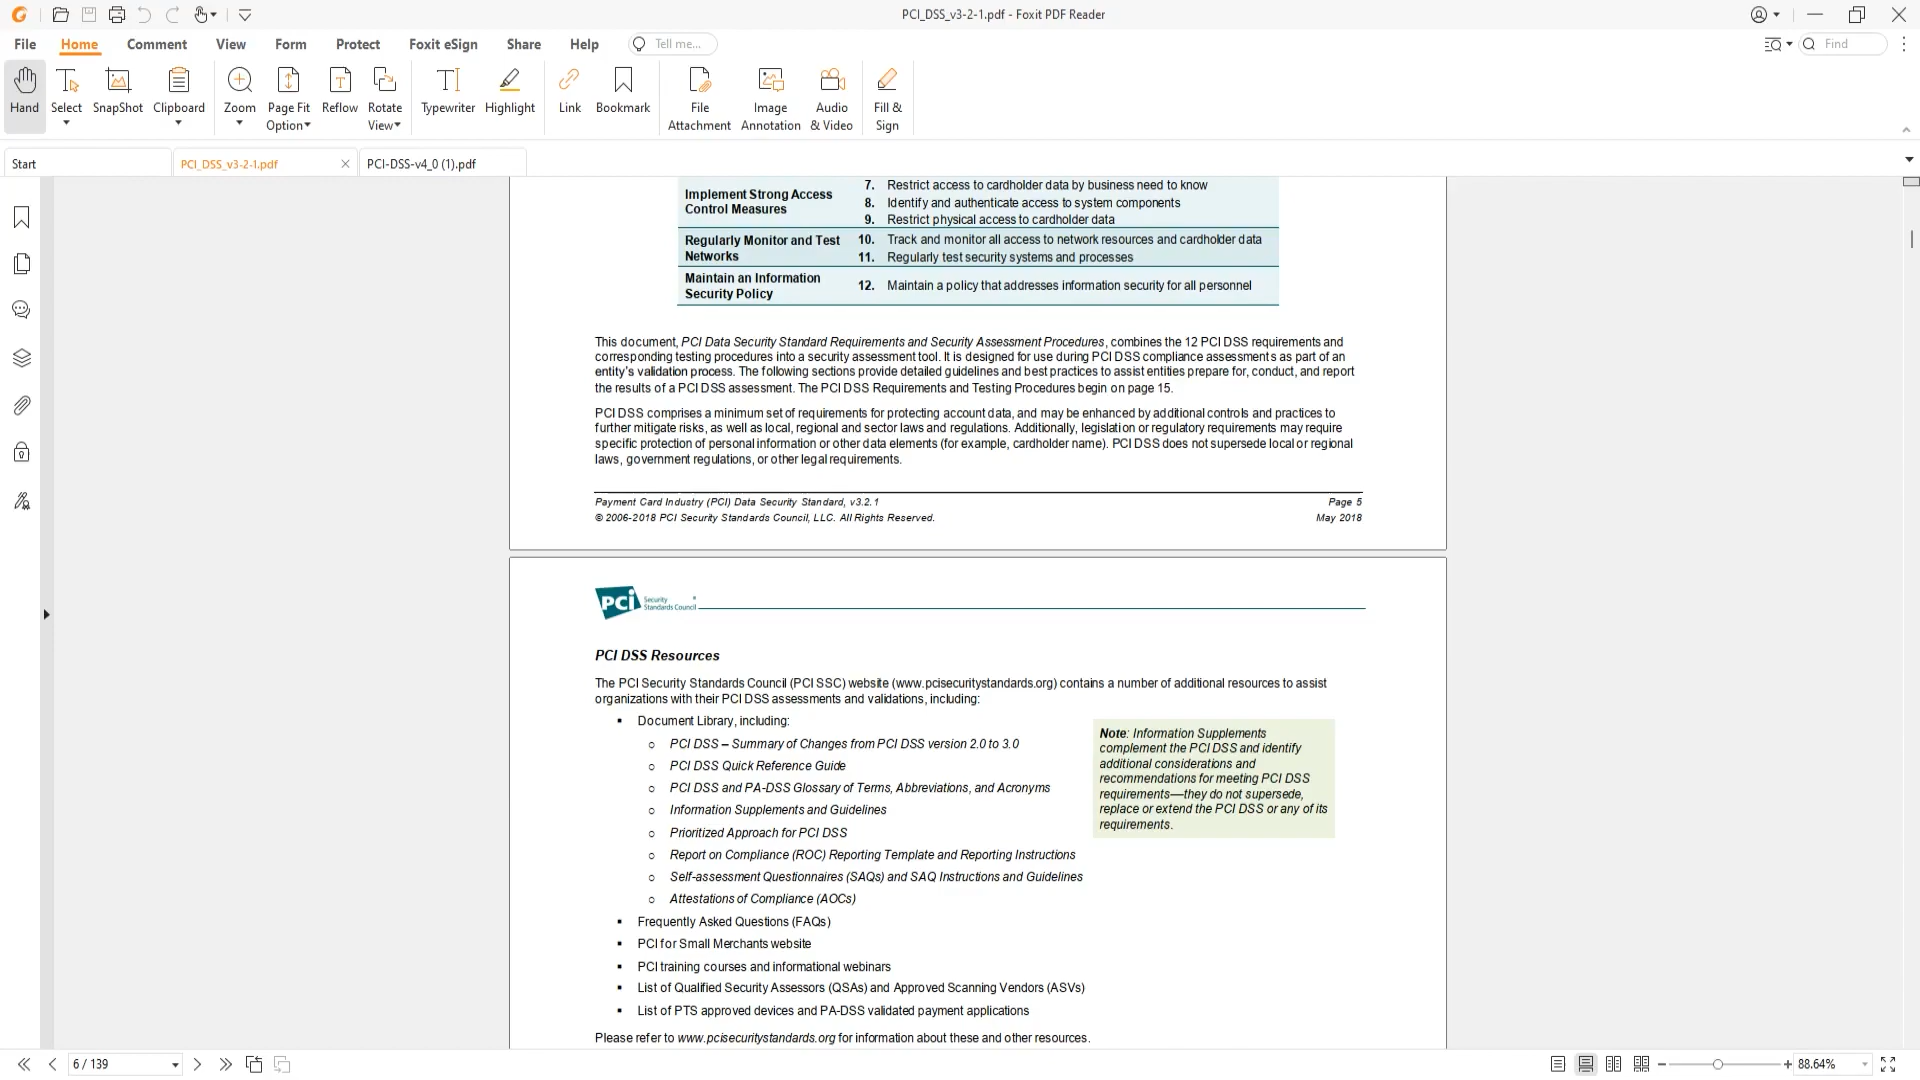 PCI_DSS_v3-2-1.pdf - Foxit PDF Reader
File Home Comment View Form Protect Foxit eSign Share Help Tell me... Find
Hand Select SnapShot Clipboard Zoom Page Fit Option Reflow Rotate View Typewriter Highlight Link Bookmark File Attachment Image Annotation Audio & Video Fill & Sign
Start PCI_DSS_v3-2-1.pdf PCI-DSS-v4_0 (1).pdf
Implement Strong Access Control Measures
7. Restrict access to cardholder data by business need to know
8. Identify and authenticate access to system components
9. Restrict physical access to cardholder data
Regularly Monitor and Test Networks
10. Track and monitor all access to network resources and cardholder data
11. Regularly test security systems and processes
Maintain an Information Security Policy
12. Maintain a policy that addresses information security for all personnel
This document, PCI Data Security Standard Requirements and Security Assessment Procedures, combines the 12 PCI DSS requirements and
corresponding testing procedures into a security assessment tool. It is designed for use during PCI DSS compliance assessments as part of an
entity's validation process. The following sections provide detailed guidelines and best practices to assist entities prepare for, conduct, and report
the results of a PCI DSS assessment. The PCI DSS Requirements and Testing Procedures begin on page 15.
PCI DSS comprises a minimum set of requirements for protecting account data, and may be enhanced by additional controls and practices to
further mitigate risks, as well as local, regional and sector laws and regulations. Additionally, legislation or regulatory requirements may require
specific protection of personal information or other data elements (for example, cardholder name). PCI DSS does not supersede local or regional
laws, government regulations, or other legal requirements.
Payment Card Industry (PCI) Data Security Standard, v3.2.1 Page 5
© 2006-2018 PCI Security Standards Council, LLC. All Rights Reserved. May 2018
PCI Security Standards Council
PCI DSS Resources
The PCI Security Standards Council (PCI SSC) website (www.pcisecuritystandards.org) contains a number of additional resources to assist
organizations with their PCI DSS assessments and validations, including:
▪ Document Library, including:
o PCI DSS – Summary of Changes from PCI DSS version 2.0 to 3.0
o PCI DSS Quick Reference Guide
o PCI DSS and PA-DSS Glossary of Terms, Abbreviations, and Acronyms
o Information Supplements and Guidelines
o Prioritized Approach for PCI DSS
o Report on Compliance (ROC) Reporting Template and Reporting Instructions
o Self-assessment Questionnaires (SAQs) and SAQ Instructions and Guidelines
o Attestations of Compliance (AOCs)
▪ Frequently Asked Questions (FAQs)
▪ PCI for Small Merchants website
▪ PCI training courses and informational webinars
▪ List of Qualified Security Assessors (QSAs) and Approved Scanning Vendors (ASVs)
▪ List of PTS approved devices and PA-DSS validated payment applications
Please refer to www.pcisecuritystandards.org for information about these and other resources.
Note: Information Supplements
complement the PCI DSS and identify
additional considerations and
recommendations for meeting PCI DSS
requirements—they do not supersede,
replace or extend the PCI DSS or any of its
requirements.
6 / 139 88.64%